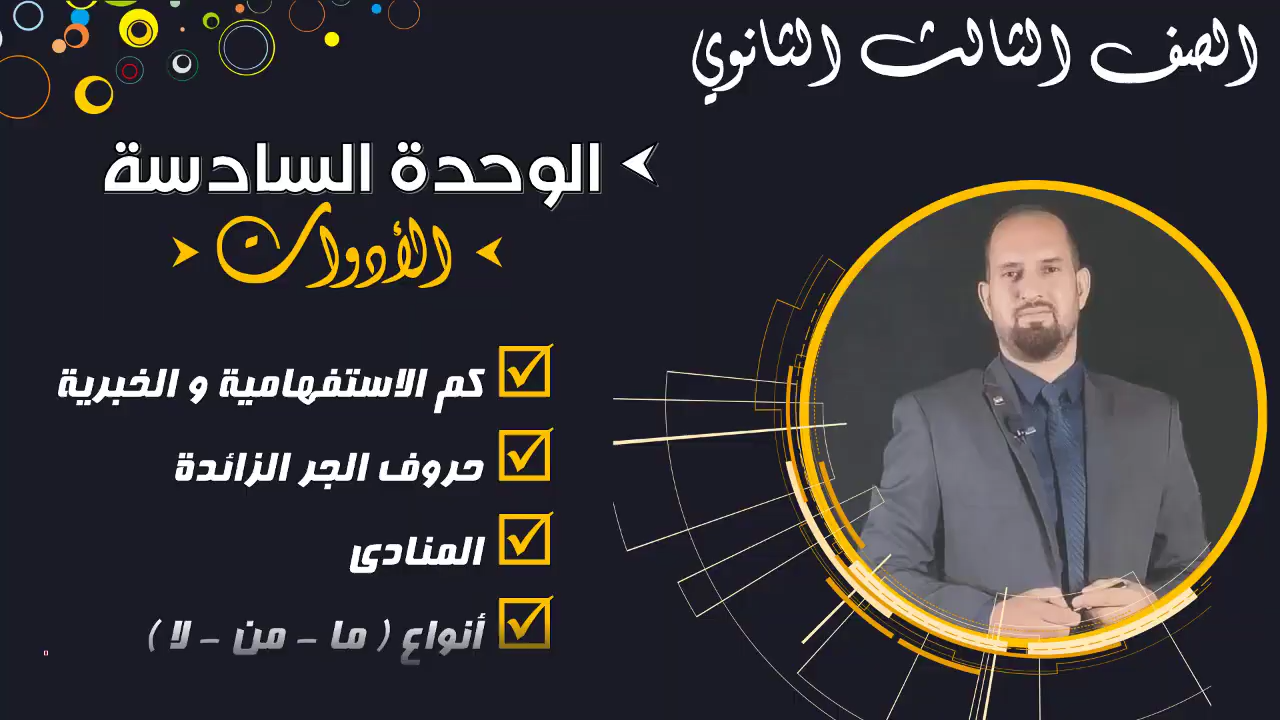 الصف الثالث الثانوي
الوحدة السادسة
الأدوات
كم الاستفهامية و الخبرية
حروف الجر الزائدة
المنادى
أنواع ( ما - من - لا )